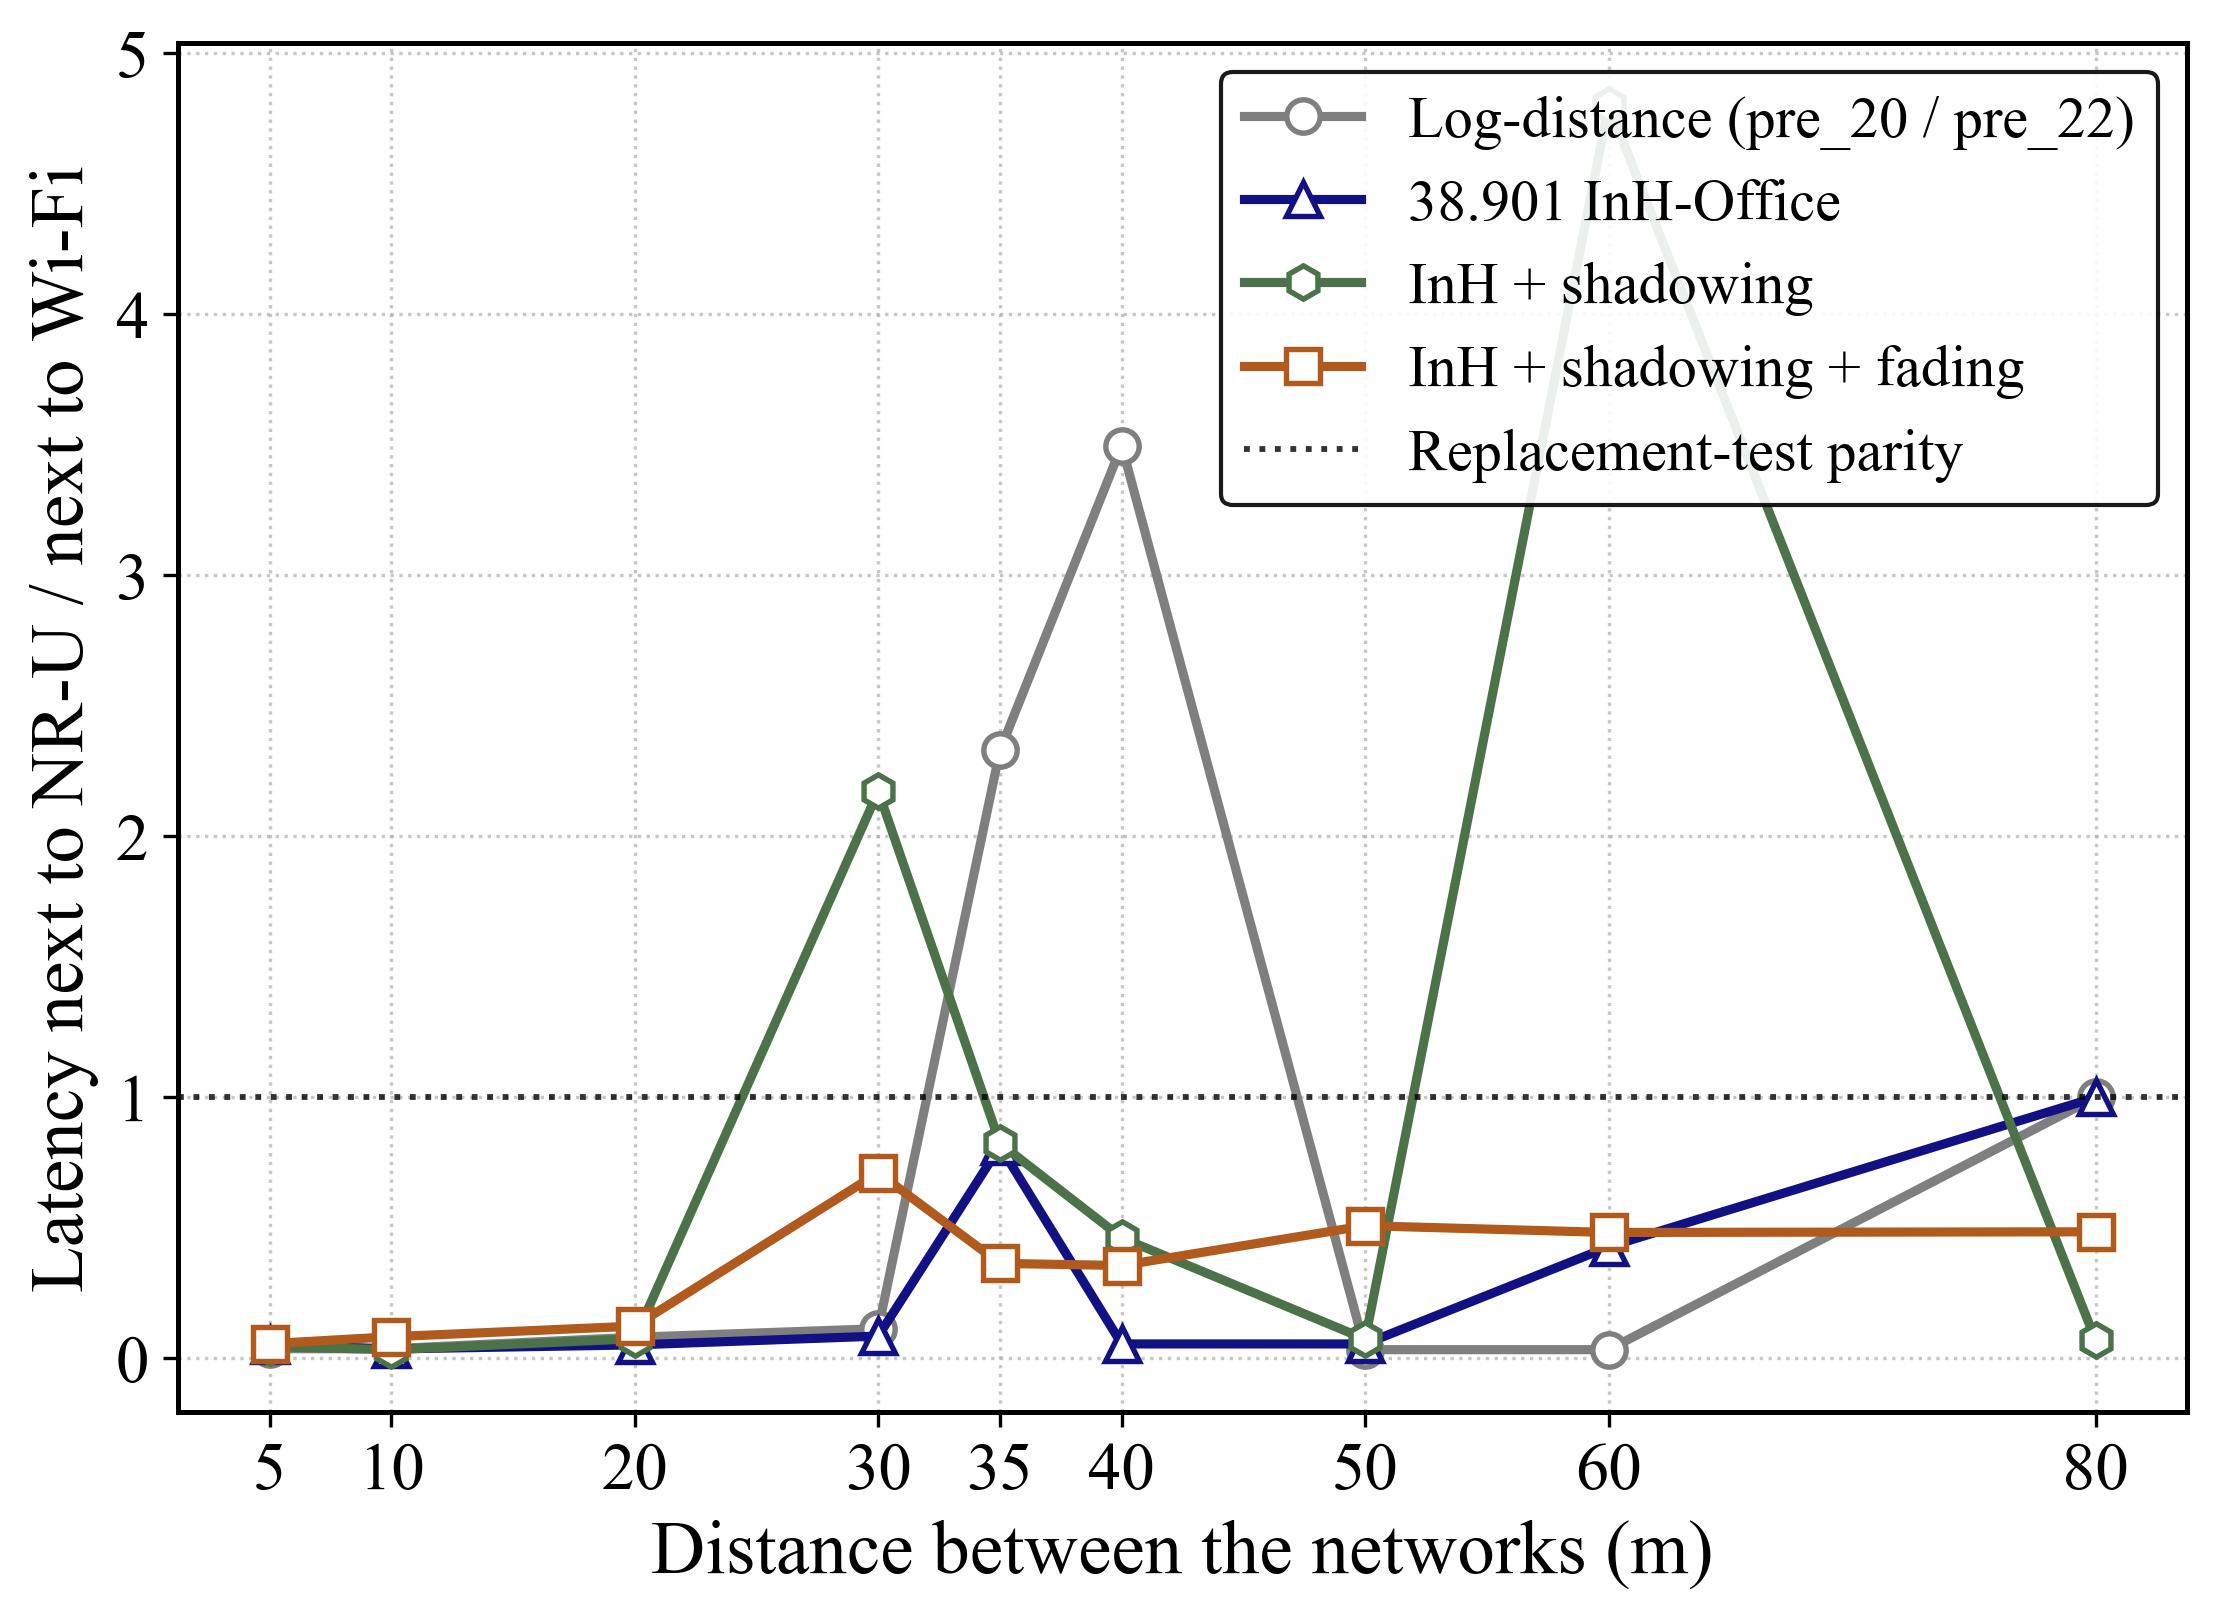 Latency next to NR-U / next to Wi-Fi
5
4
3
2
1
0
Log-distance (pre_20 / pre_22)
38.901 InH-Office
InH + shadowing
InH + shadowing + fading
Replacement-test parity
5 10 20 30 35 40 50 60 80
Distance between the networks (m)